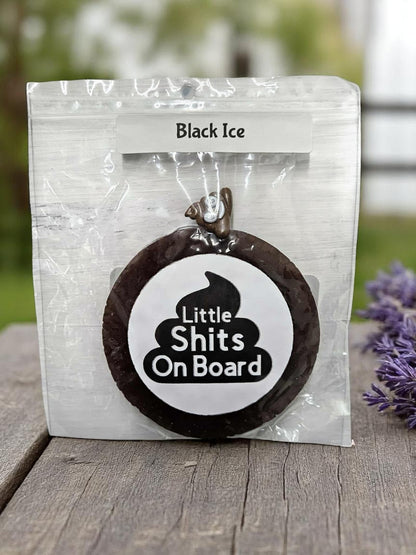 Black Ice
Little
Shits
On Board